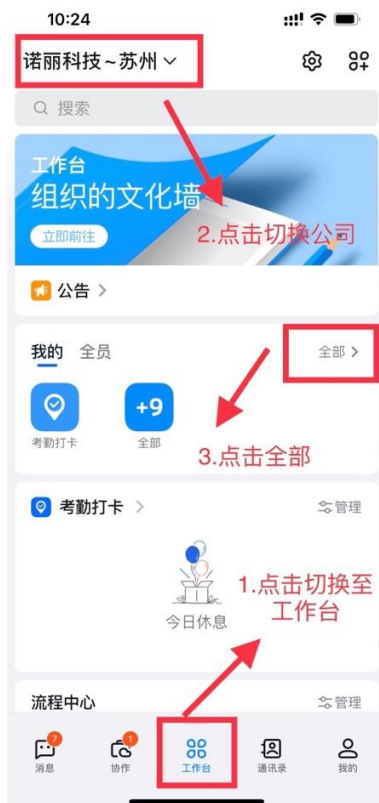 10:24
诺丽科技~苏州
搜索
工作台
组织的文化墙
立即前往
2.点击切换公司
公告
我的 全员 全部
+9
考勤打卡 全部
3.点击全部
考勤打卡 管理
1.点击切换至
工作台
今日休息
流程中心 管理
7 1
消息 协作 工作台 通讯录 我的